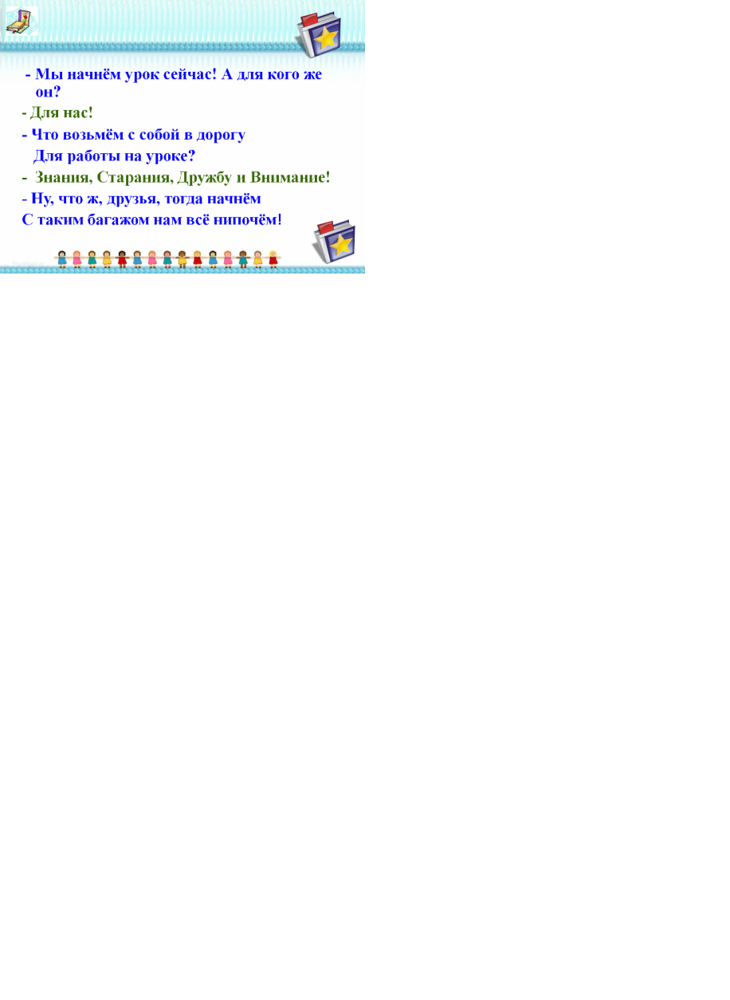 - Мы начнём урок сейчас! А для кого же
он?
- Для нас!
- Что возьмём с собой в дорогу
Для работы на уроке?
- Знания, Старания, Дружбу и Внимание!
- Ну, что ж, друзья, тогда начнём
С таким багажом нам всё нипочём!